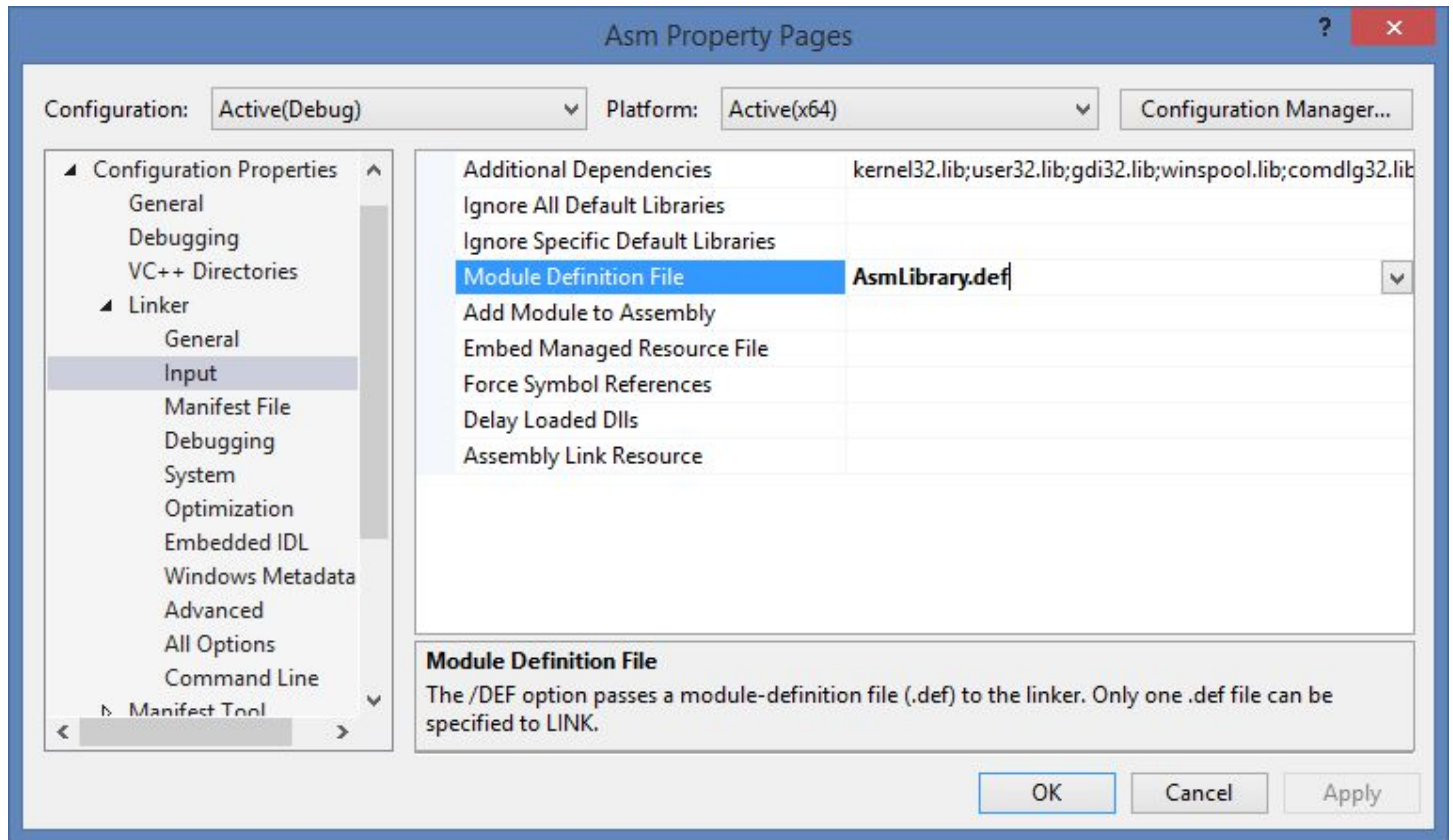 Asm Property Pages
?
Configuration: Active(Debug) Platform: Active(x64) Configuration Manager...
Configuration Properties
General
Debugging
VC++ Directories
Linker
General
Input
Manifest File
Debugging
System
Optimization
Embedded IDL
Windows Metadata
Advanced
All Options
Command Line
Manifest Tool
Additional Dependencies kernel32.lib;user32.lib;gdi32.lib;winspool.lib;comdlg32.lib
Ignore All Default Libraries
Ignore Specific Default Libraries
Module Definition File AsmLibrary.def
Add Module to Assembly
Embed Managed Resource File
Force Symbol References
Delay Loaded Dlls
Assembly Link Resource
Module Definition File
The /DEF option passes a module-definition file (.def) to the linker. Only one .def file can be
specified to LINK.
OK Cancel Apply